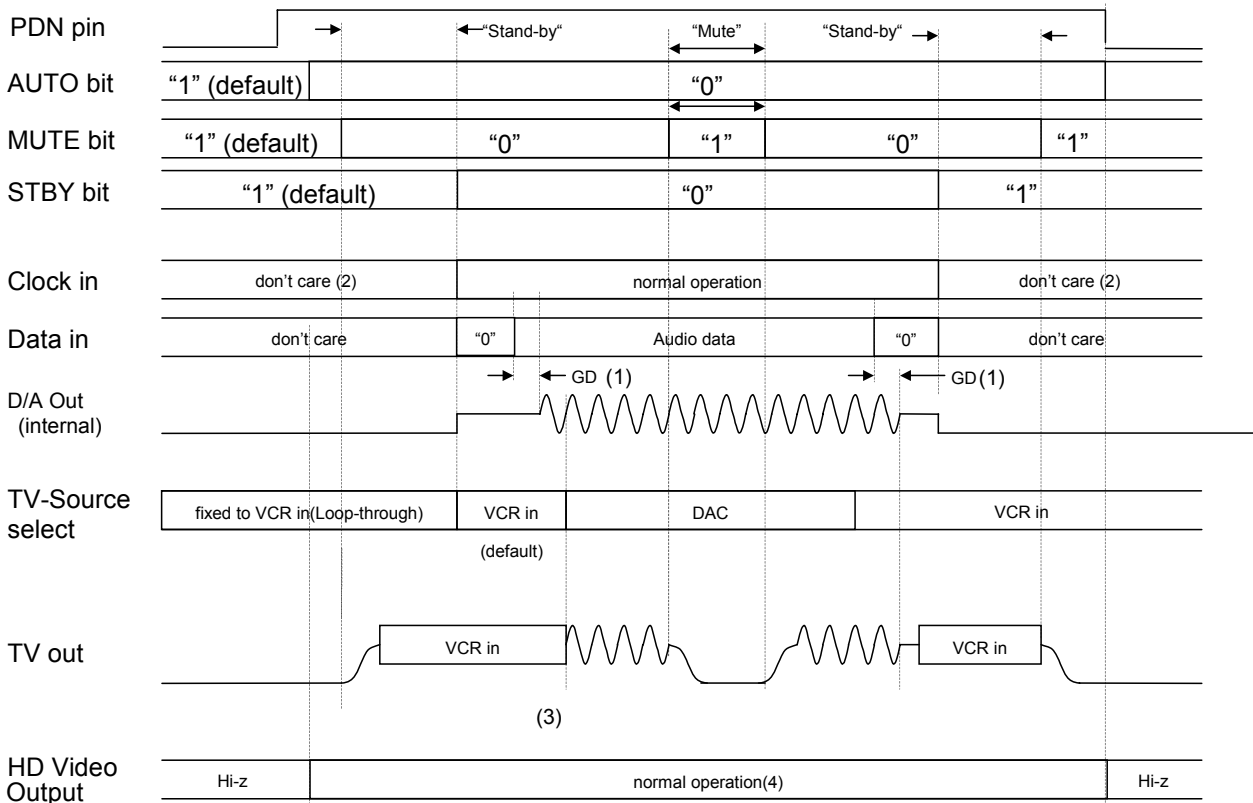 PDN pin
“Stand-by“ “Mute” “Stand-by“
AUTO bit “1” (default) “0”
MUTE bit “1” (default) “0” “1” “0” “1”
STBY bit “1” (default) “0” “1”
Clock in don’t care (2) normal operation don’t care (2)
Data in don’t care “0” Audio data “0” don’t care
GD (1) GD(1)
D/A Out
(internal)
TV-Source
select
fixed to VCR in(Loop-through) VCR in DAC VCR in
(default)
TV out VCR in VCR in
(3)
HD Video
Output
Hi-z normal operation(4) Hi-z